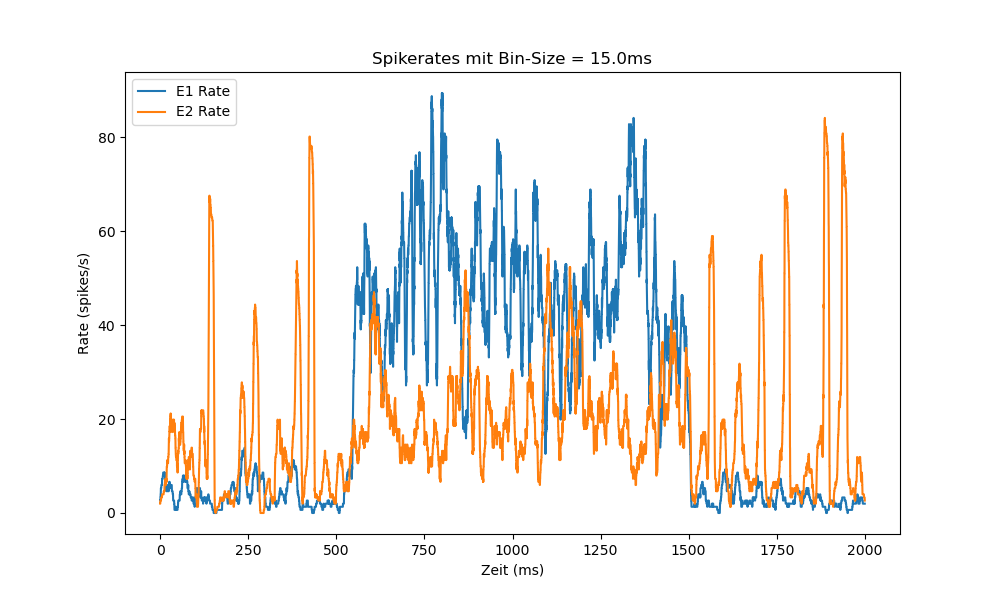 Spikerates mit Bin-Size = 15.0ms
E1 Rate
E2 Rate
80
60
40
20
0
Rate (spikes/s)
0 250 500 750 1000 1250 1500 1750 2000
Zeit (ms)